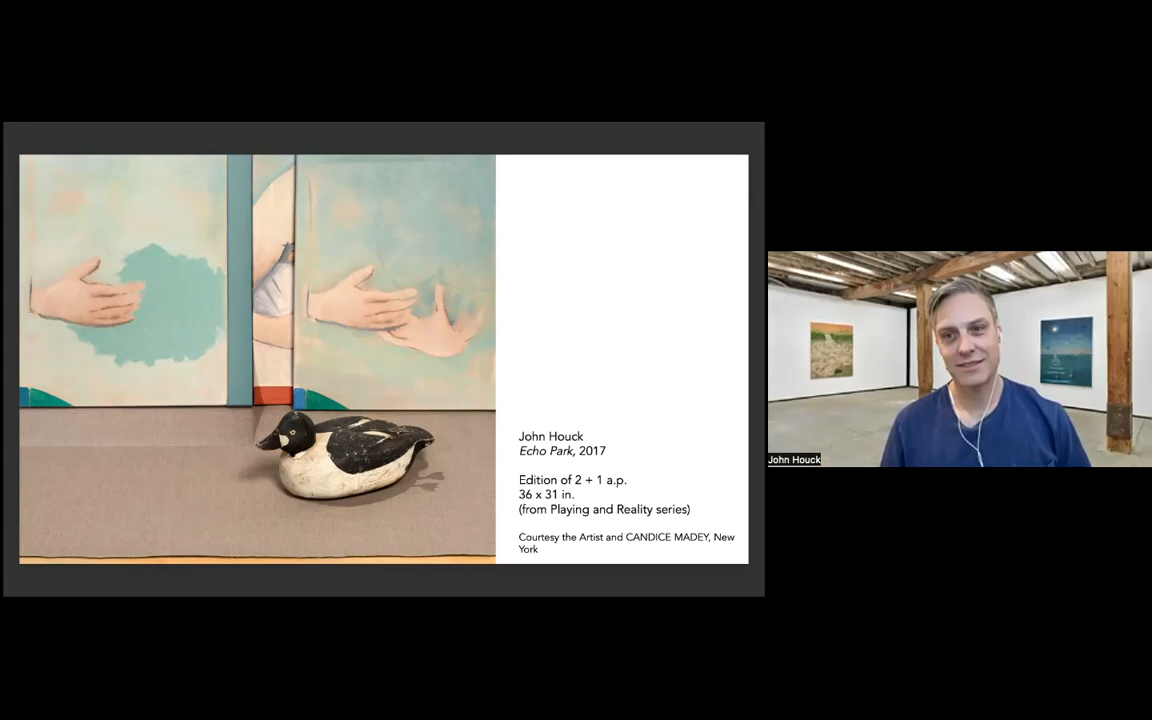 John Houck
Echo Park, 2017
Edition of 2 + 1 a.p.
36 x 31 in.
(from Playing and Reality series)
Courtesy the Artist and CANDICE MADEY, New
York
John Houck